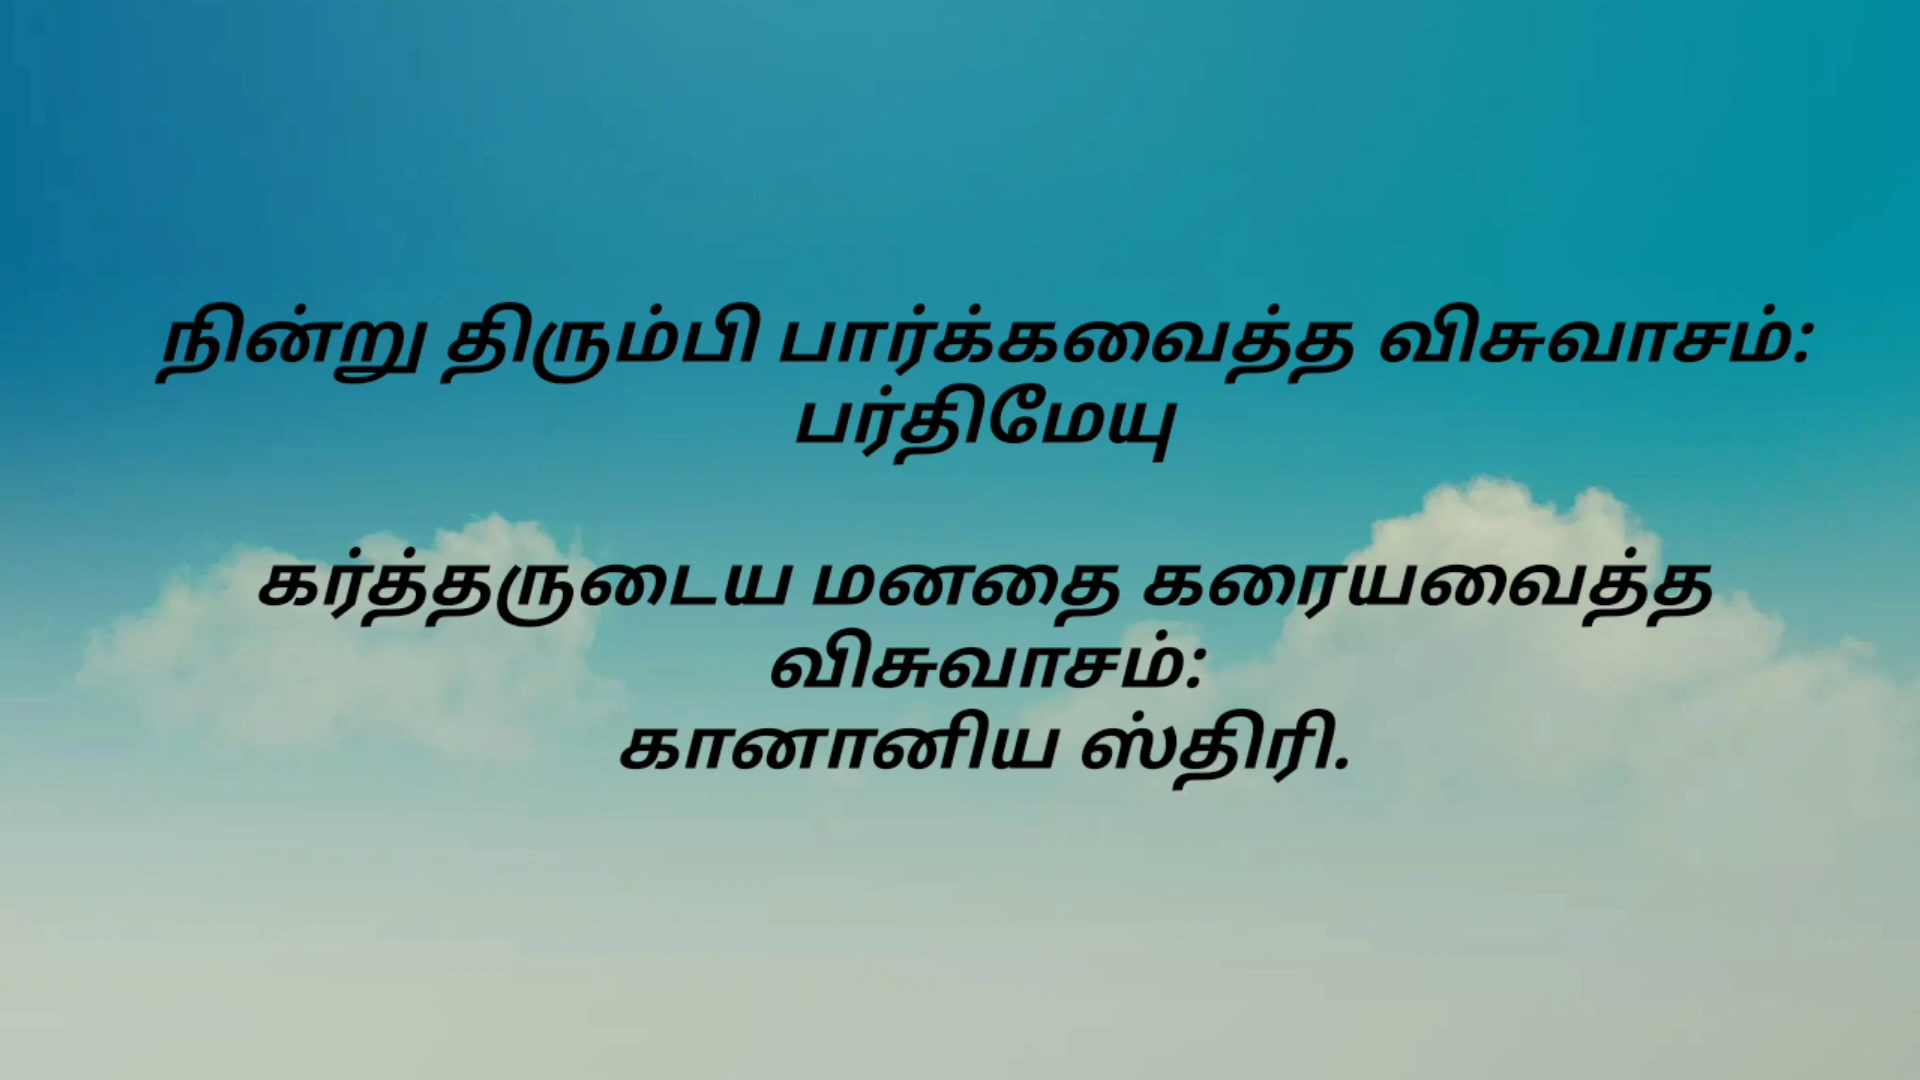 நின்று திரும்பி பார்க்கவைத்த விசுவாசம்:
பர்திமேயு
கர்த்தருடைய மனதை கரையவைத்த
விசுவாசம்:
கானானிய ஸ்திரி.